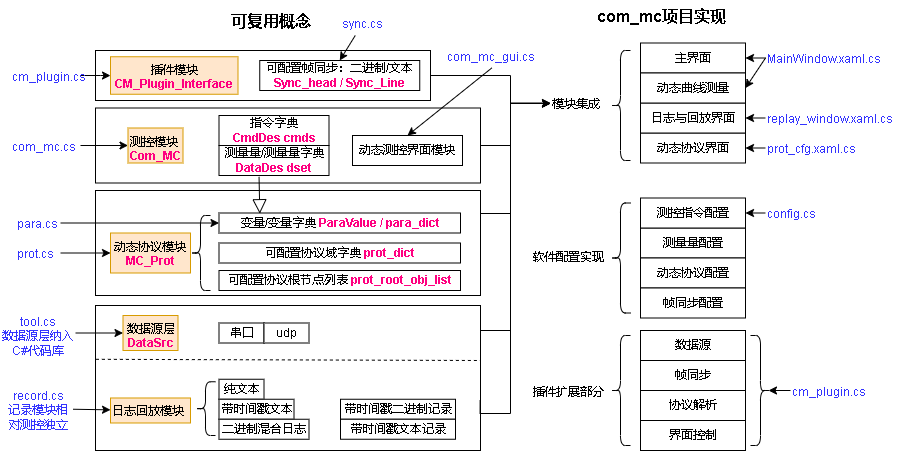 可复用概念
com_mc项目实现
sync.cs
com_mc_gui.cs
cm_plugin.cs
插件模块
CM_Plugin_Interface
可配置帧同步：二进制/文本
Sync_head / Sync_Line
com_mc.cs
测控模块
Com_MC
指令字典
CmdDes cmds
测量量/测量量字典
DataDes dset
动态测控界面模块
para.cs
prot.cs
动态协议模块
MC_Prot
变量/变量字典 ParaValue / para_dict
可配置协议域字典 prot_dict
可配置协议根节点列表 prot_root_obj_list
tool.cs
数据源层纳入
C#代码库
数据源层
DataSrc
串口
udp
record.cs
记录模块相
对测控独立
日志回放模块
纯文本
带时间戳文本
二进制混合日志
带时间戳二进制记录
带时间戳文本记录
模块集成
主界面
动态曲线测量
日志与回放界面
动态协议界面
MainWindow.xaml.cs
replay_window.xaml.cs
prot_cfg.xaml.cs
软件配置实现
测控指令配置
测量量配置
动态协议配置
帧同步配置
config.cs
插件扩展部分
数据源
帧同步
协议解析
界面控制
cm_plugin.cs